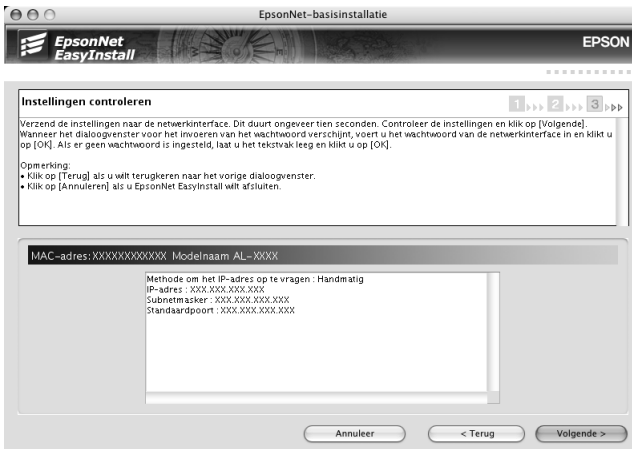 EpsonNet-basisinstallatie
EpsonNet
EasyInstall
EPSON
Instellingen controleren
1 2 3
Verzend de instellingen naar de netwerkinterface. Dit duurt ongeveer tien seconden. Controleer de instellingen en klik op [Volgende].
Wanneer het dialoogvenster voor het invoeren van het wachtwoord verschijnt, voert u het wachtwoord van de netwerkinterface in en klikt u
op [OK]. Als er geen wachtwoord is ingesteld, laat u het tekstvak leeg en klikt u op [OK].
Opmerking:
• Klik op [Terug] als u wilt terugkeren naar het vorige dialoogvenster.
• Klik op [Annuleren] als u EpsonNet EasyInstall wilt afsluiten.
MAC-adres:XXXXXXXXXXXX Modelnaam AL-XXXX
Methode om het IP-adres op te vragen : Handmatig
IP-adres : XXX.XXX.XXX.XXX
Subnetmasker : XXX.XXX.XXX.XXX
Standaardpoort : XXX.XXX.XXX.XXX
Annuleer
< Terug
Volgende >